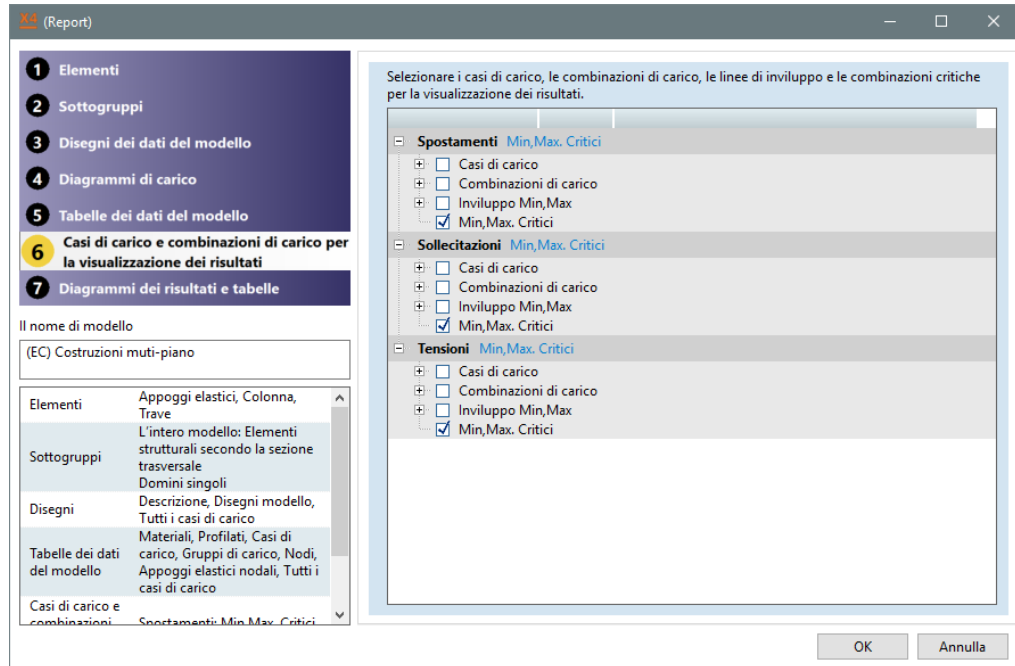 X4 (Report)
1 Elementi
2 Sottogruppi
3 Disegni dei dati del modello
4 Diagrammi di carico
5 Tabelle dei dati del modello
6 Casi di carico e combinazioni di carico per
la visualizzazione dei risultati
7 Diagrammi dei risultati e tabelle
Il nome di modello
(EC) Costruzioni muti-piano
Elementi
Appoggi elastici, Colonna,
Trave
Sottogruppi
L'intero modello: Elementi
strutturali secondo la sezione
trasversale
Domini singoli
Disegni
Descrizione, Disegni modello,
Tutti i casi di carico
Tabelle dei dati
del modello
Materiali, Profilati, Casi di
carico, Gruppi di carico, Nodi,
Appoggi elastici nodali, Tutti i
casi di carico
Casi di carico e
combinazioni
Spostamenti: Min,Max. Critici
Selezionare i casi di carico, le combinazioni di carico, le linee di inviluppo e le combinazioni critiche
per la visualizzazione dei risultati.
Spostamenti Min,Max. Critici
Casi di carico
Combinazioni di carico
Inviluppo Min,Max
Min,Max. Critici
Sollecitazioni Min,Max. Critici
Casi di carico
Combinazioni di carico
Inviluppo Min,Max
Min,Max. Critici
Tensioni Min,Max. Critici
Casi di carico
Combinazioni di carico
Inviluppo Min,Max
Min,Max. Critici
OK
Annulla